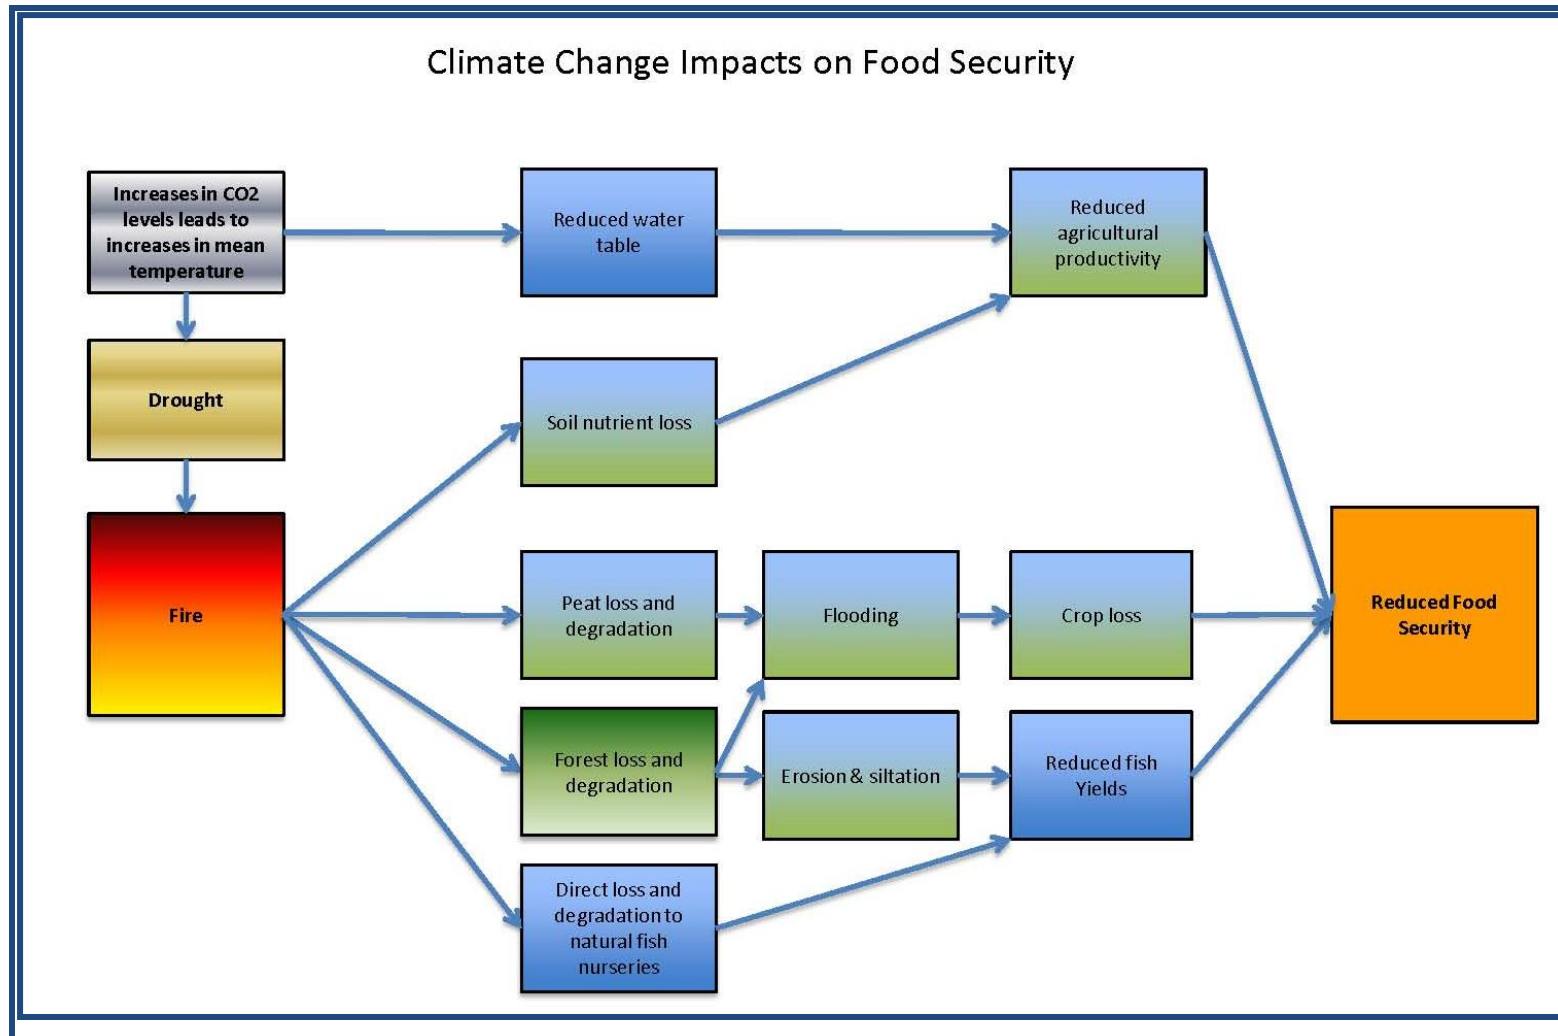 Climate Change Impacts on Food Security
Increases in CO2
levels leads to
increases in mean
temperature
Reduced water
table
Reduced
agricultural
productivity
Drought
Soil nutrient loss
Fire
Peat loss and
degradation
Flooding
Crop loss
Reduced Food
Security
Forest loss and
degradation
Erosion & siltation
Reduced fish
Yields
Direct loss and
degradation to
natural fish
nurseries